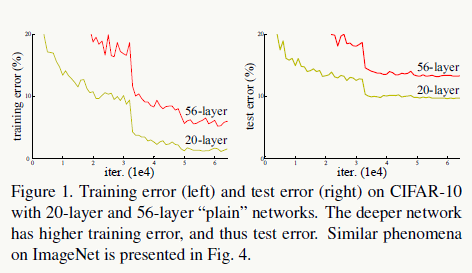 20
10
0
0 1 2 3 4 5 6
iter. (1e4)
training error (%)
56-layer
20-layer
20
10
0
0 1 2 3 4 5 6
iter. (1e4)
test error (%)
56-layer
20-layer
Figure 1. Training error (left) and test error (right) on CIFAR-10
with 20-layer and 56-layer “plain” networks. The deeper network
has higher training error, and thus test error. Similar phenomena
on ImageNet is presented in Fig. 4.